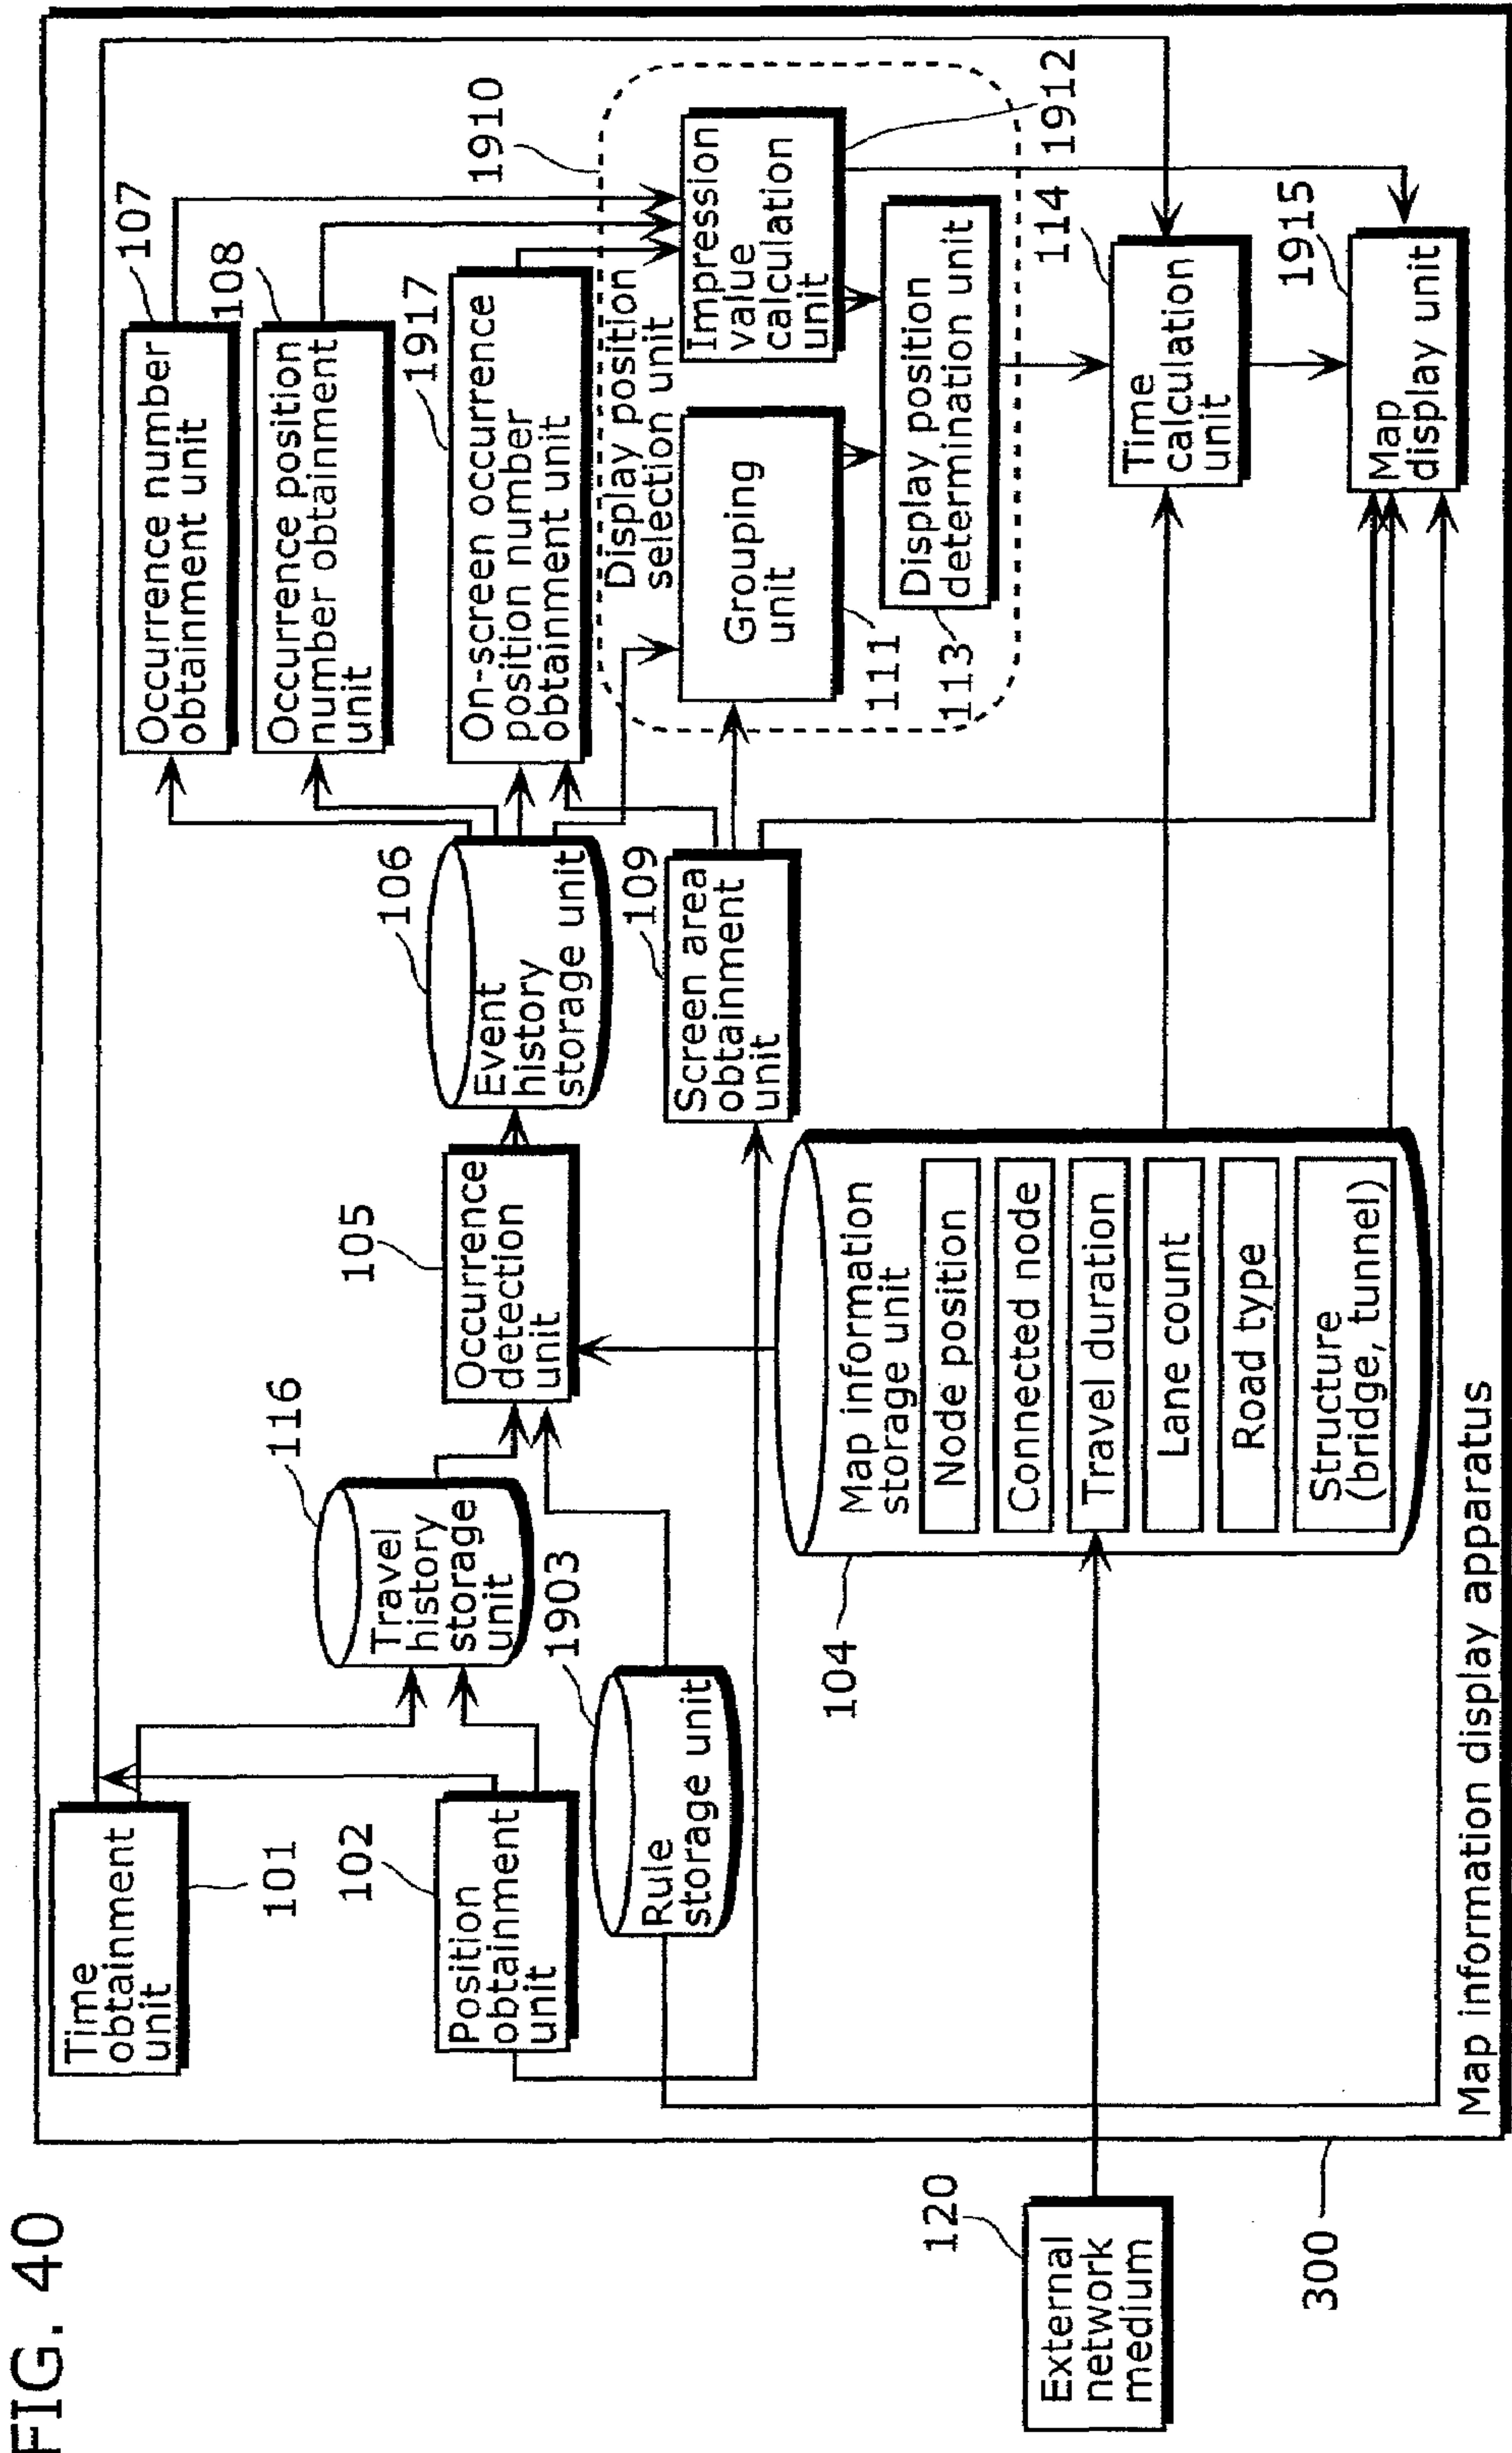 FIG. 40
Time
obtainment
unit
101
Position
obtainment
unit
102
Travel
history
storage
unit
116
Rule
storage unit
1903
Occurrence
detection
unit
105
Event
history
storage unit
106
Screen area
obtainment
unit
109
Occurrence number
obtainment unit
107
Occurrence position
number obtainment
unit
108
On-screen occurrence
position number
obtainment unit
1917
Display position
selection unit
1910
Grouping
unit
111
Impression
value
calculation
unit
1912
Display position
determination unit
113
Time
calculation
unit
114
Map
display unit
1915
Map information
storage unit
Node position
Connected node
Travel duration
Lane count
Road type
Structure
(bridge, tunnel)
104
External
network
medium
120
300
Map information display apparatus